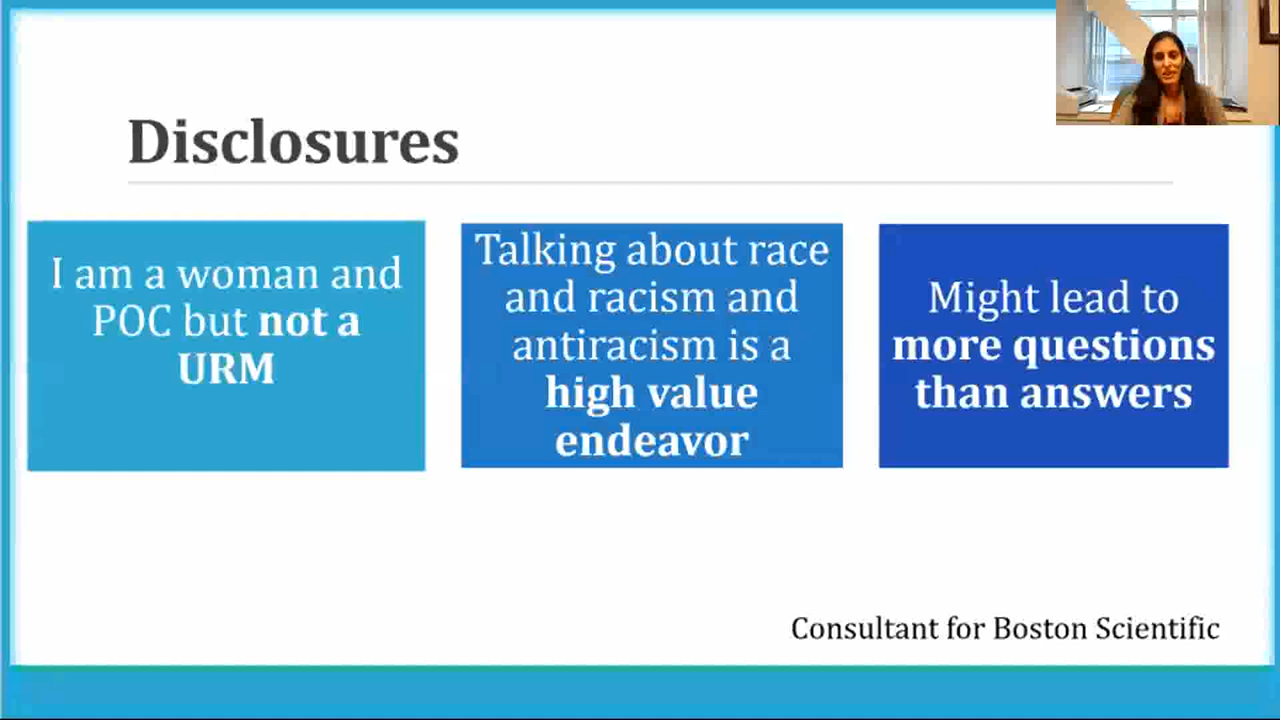 Disclosures
I am a woman and
POC but not a
URM
Talking about race
and racism and
antiracism is a
high value
endeavor
Might lead to
more questions
than answers
Consultant for Boston Scientific